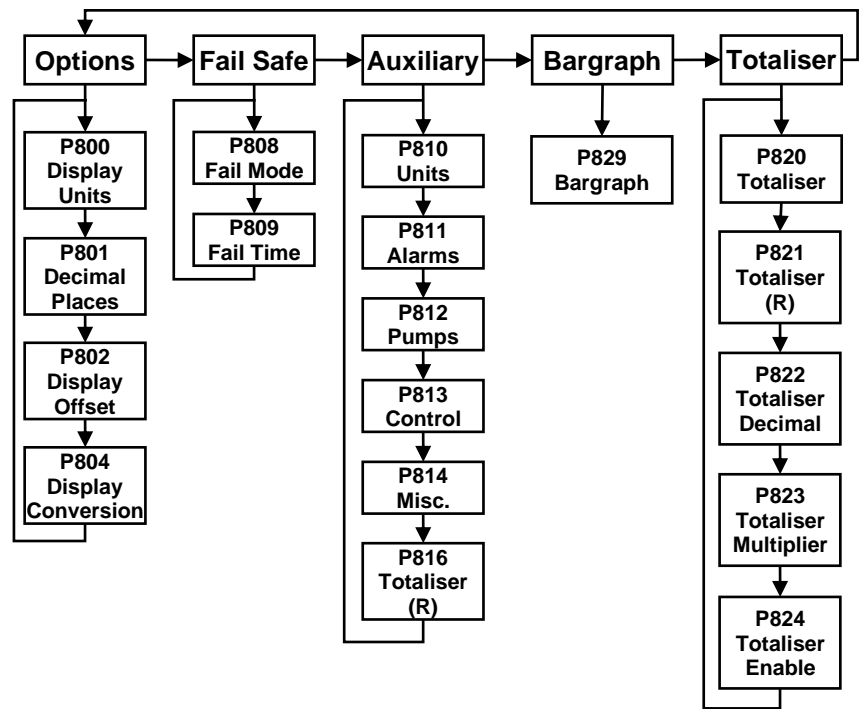 Options
Fail Safe
Auxiliary
Bargraph
Totaliser
P800
Display
Units
P801
Decimal
Places
P802
Display
Offset
P804
Display
Conversion
P808
Fail Mode
P809
Fail Time
P810
Units
P811
Alarms
P812
Pumps
P813
Control
P814
Misc.
P816
Totaliser
(R)
P829
Bargraph
P820
Totaliser
P821
Totaliser
(R)
P822
Totaliser
Decimal
P823
Totaliser
Multiplier
P824
Totaliser
Enable